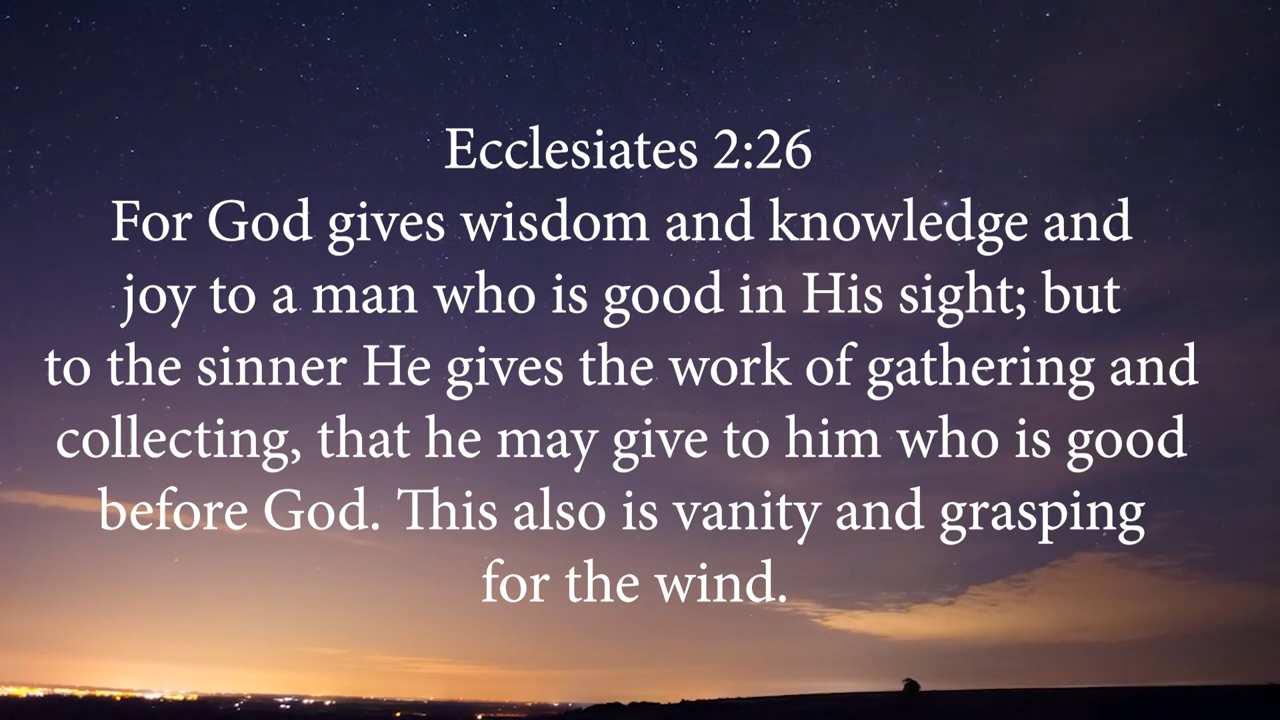 Ecclesiates 2:26
For God gives wisdom and knowledge and
joy to a man who is good in His sight; but
to the sinner He gives the work of gathering and
collecting, that he may give to him who is good
before God. This also is vanity and grasping
for the wind.